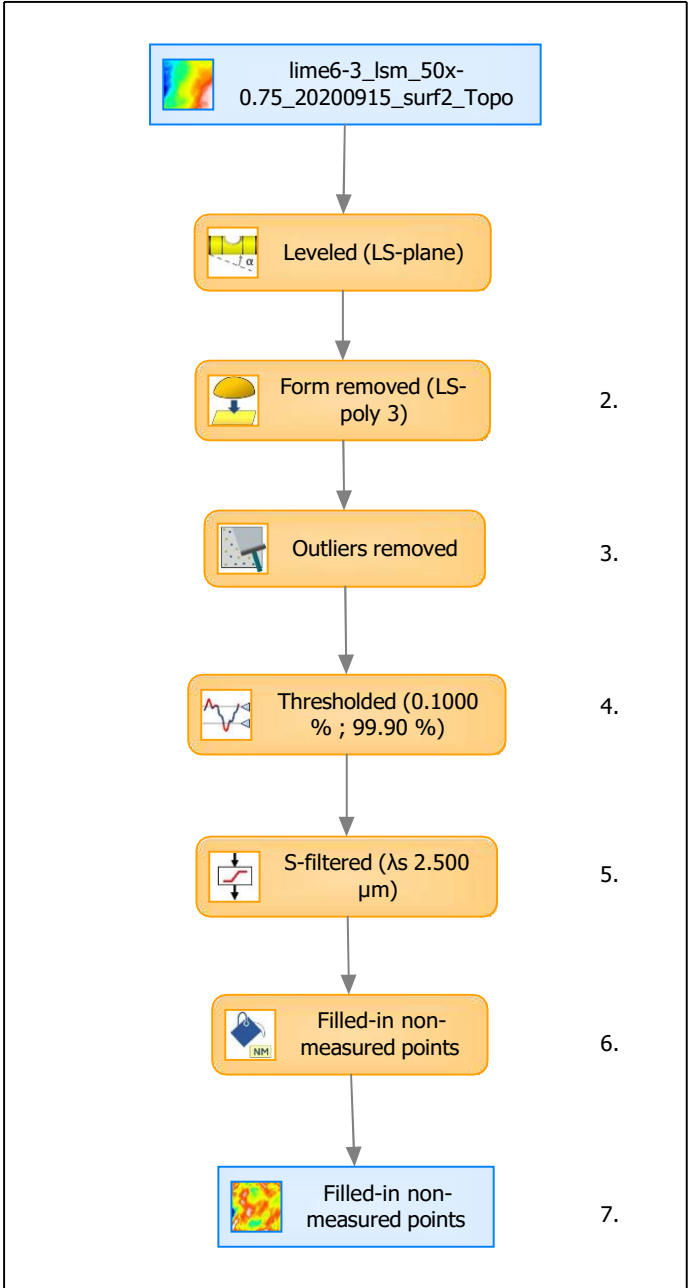 lime6-3_lsm_50x-
0.75_20200915_surf2_Topo
α
Leveled (LS-plane)
Form removed (LS-
poly 3)
2.
Outliers removed
3.
Thresholded (0.1000
% ; 99.90 %)
4.
S-filtered (λs 2.500
µm)
5.
NM
Filled-in non-
measured points
6.
Filled-in non-
measured points
7.